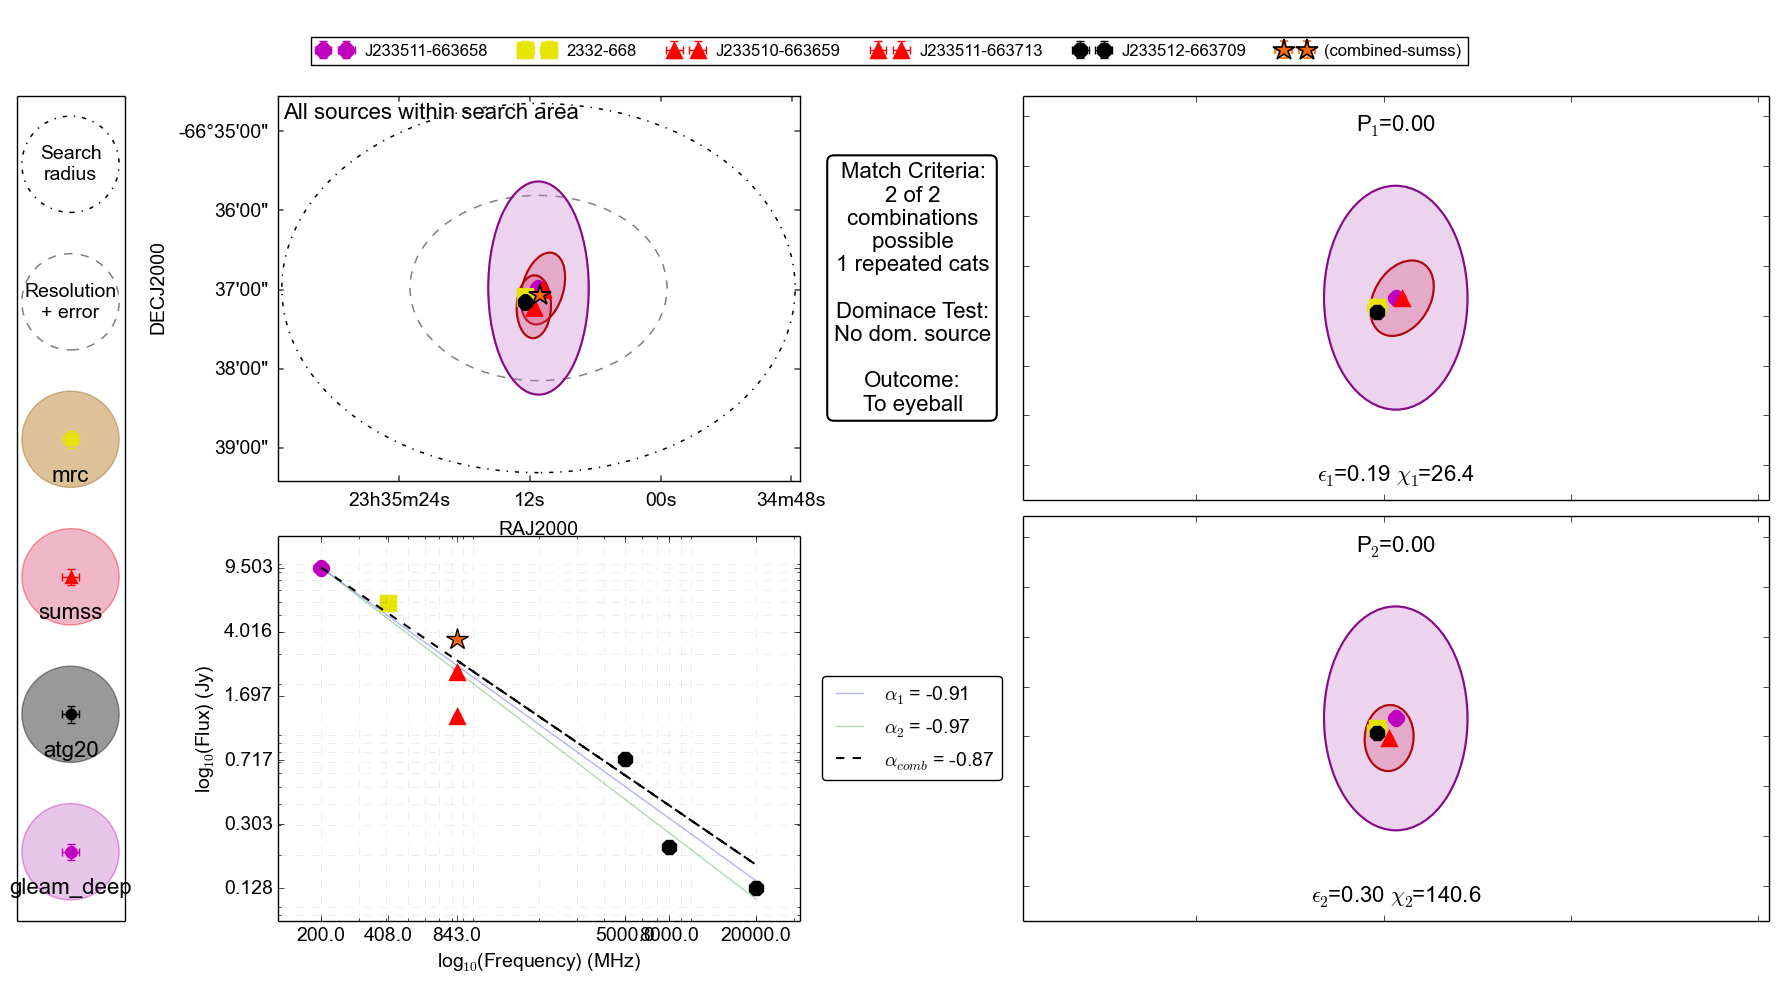 J233511-663658
2332-668
J233510-663659
J233511-663713
J233512-663709
(combined-sumss)
Search
radius
Resolution
+ error
mrc
sumss
atg20
gleam_deep
All sources within search area
DECJ2000
-66°35'00"
36'00"
37'00"
38'00"
39'00"
23h35m24s
12s
00s
34m48s
RAJ2000
Match Criteria:
2 of 2
combinations
possible
1 repeated cats
Dominace Test:
No dom. source
Outcome:
To eyeball
P1=0.00
ϵ1=0.19 χ1=26.4
log10(Flux) (Jy)
9.503
4.016
1.697
0.717
0.303
0.128
200.0
408.0
843.0
5000.0
8000.0
20000.0
log10(Frequency) (MHz)
α1 = -0.91
α2 = -0.97
αcomb = -0.87
P2=0.00
ϵ2=0.30 χ2=140.6